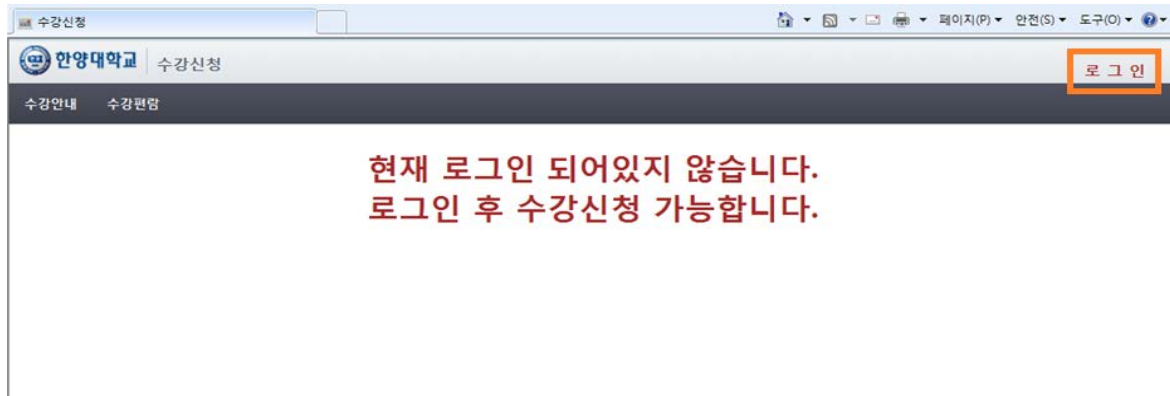 수강신청
페이지(P) 안전(S) 도구(O)
한양대학교 수강신청
로 그 인
수강안내 수강편람
현재 로그인 되어있지 않습니다.
로그인 후 수강신청 가능합니다.